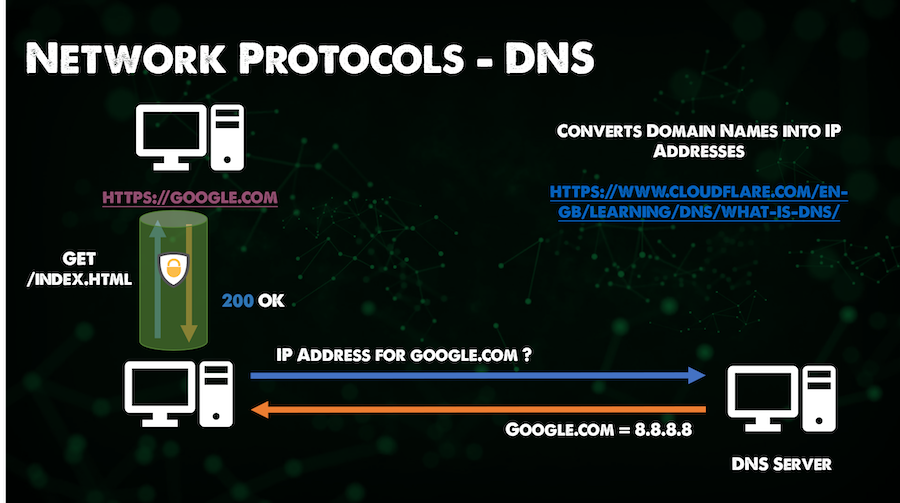 Network Protocols - DNS
Converts Domain Names into IP
Addresses
https://google.com
https://www.cloudflare.com/en-
gb/learning/dns/what-is-dns/
GET
/index.html
200 OK
IP Address for google.com ?
Google.com = 8.8.8.8
DNS Server